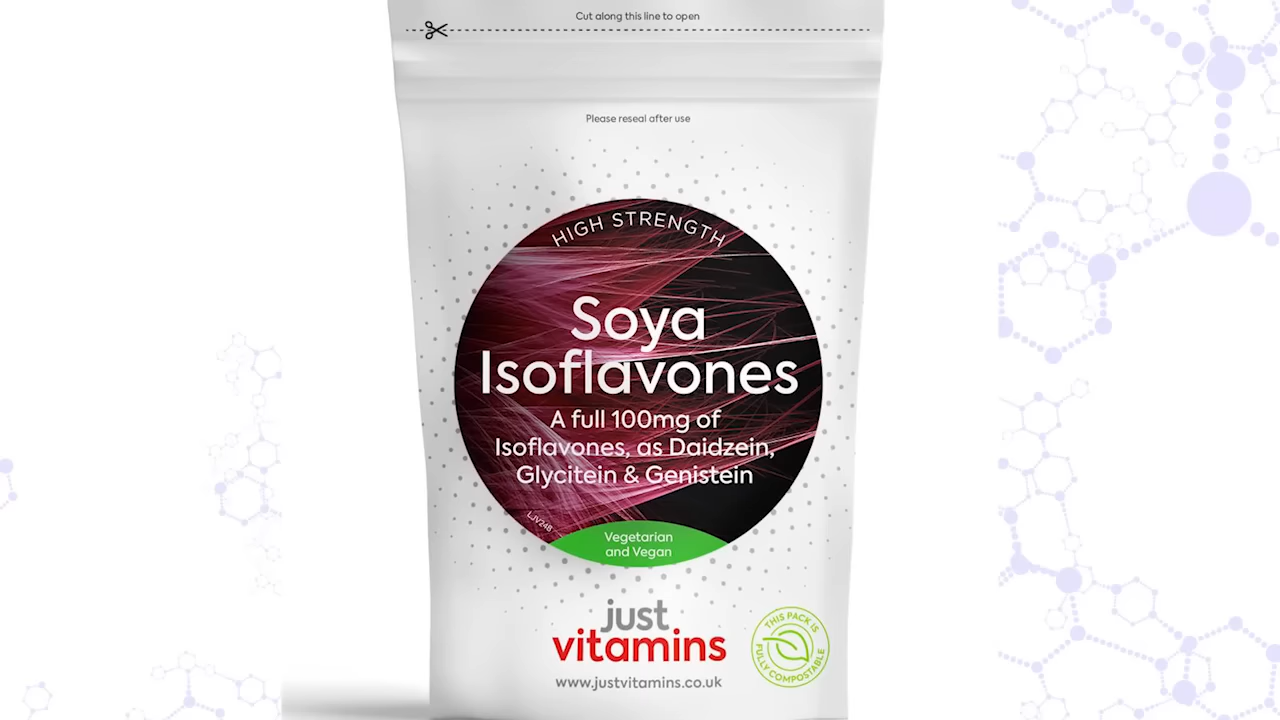 Cut along this line to open
Please reseal after use
HIGH STRENGTH
Soya
Isoflavones
A full 100mg of
Isoflavones, as Daidzein,
Glycitein & Genistein
LJV248
Vegetarian
and Vegan
just
vitamins
www.justvitamins.co.uk
THIS PACK IS
FULLY COMPOSTABLE